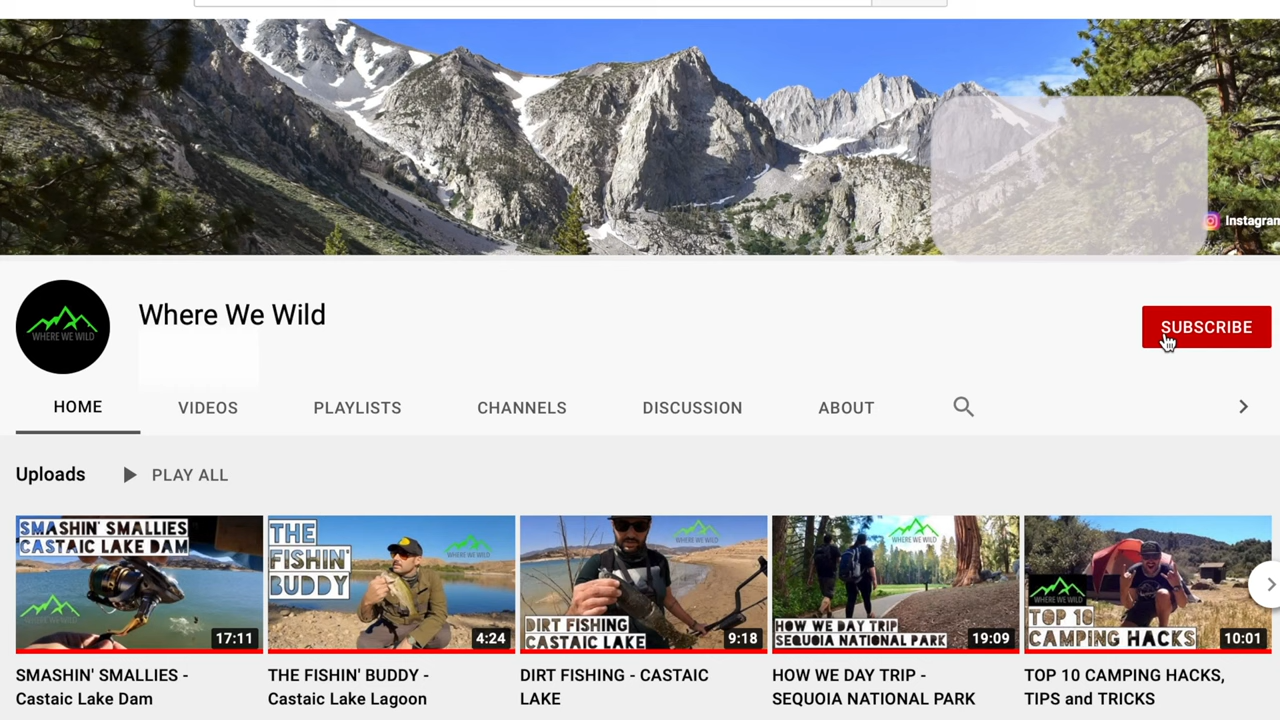 Instagram
WHERE WE WILD
Where We Wild
SUBSCRIBE
HOME
VIDEOS
PLAYLISTS
CHANNELS
DISCUSSION
ABOUT
Uploads
PLAY ALL
SMASHIN' SMALLIES
CASTAIC LAKE DAM
WHERE WE WILD
17:11
THE
FISHIN'
BUDDY
WHERE WE WILD
4:24
WHERE WE WILD
DIRT FISHING
CASTAIC LAKE
9:18
WHERE WE WILD
HOW WE DAY TRIP
SEQUOIA NATIONAL PARK
19:09
WHERE WE WILD
TOP 10
CAMPING HACKS
10:01
SMASHIN' SMALLIES -
Castaic Lake Dam
THE FISHIN' BUDDY -
Castaic Lake Lagoon
DIRT FISHING - CASTAIC
LAKE
HOW WE DAY TRIP -
SEQUOIA NATIONAL PARK
TOP 10 CAMPING HACKS,
TIPS and TRICKS